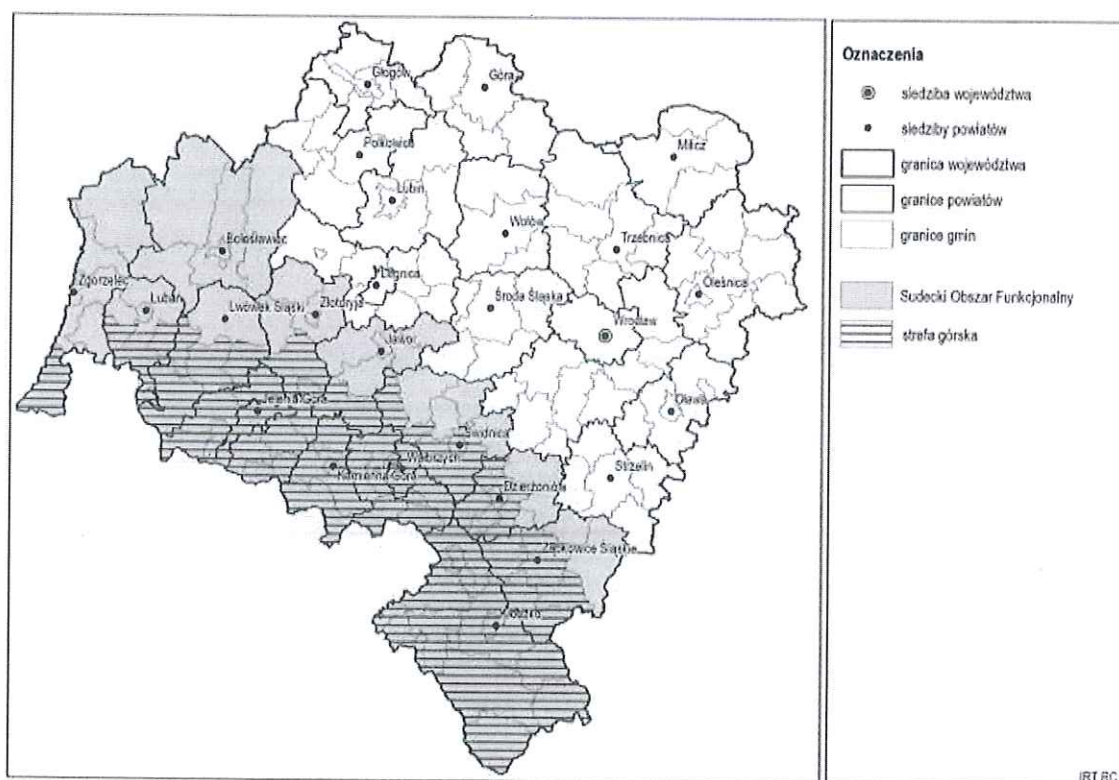 Głogów
Góra
Polkowice
Milicz
Lubin
Wołów
Trzebnica
Bolesławiec
Oleśnica
Legnica
Zgorzelec
Lubań
Lwówek Śląski
Złotoryja
Środa Śląska
Wrocław
Jawor
Jelenia Góra
Oława
Świdnica
Wałbrzych
Kamienna Góra
Strzelin
Dzierżoniów
Ząbkowice Śląskie
Kłodzko
Oznaczenia
siedziba województwa
siedziby powiatów
granica województwa
granice powiatów
granice gmin
Sudecki Obszar Funkcjonalny
strefa górska